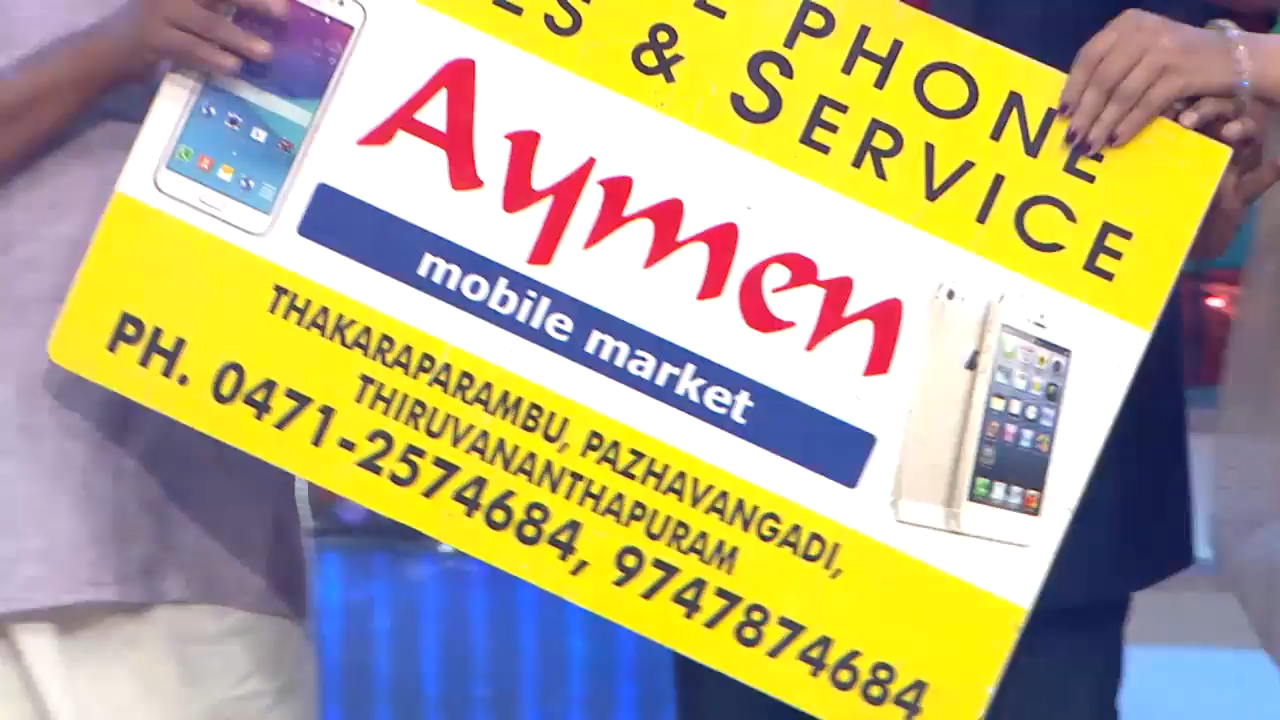 PHONE
& SERVICE
Aymen
mobile market
THAKARAPARAMBU, PAZHAVANGADI,
THIRUVANANTHAPURAM
PH. 0471-2574684, 9747874684